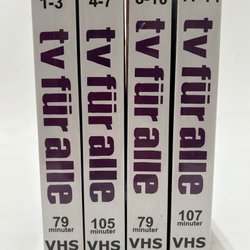 1-3
tv für alle
79
minuter
VHS
4-7
tv für alle
105
minuter
VHS
8-10
tv für alle
79
minuter
VHS
tv für alle
107
minuter
VHS